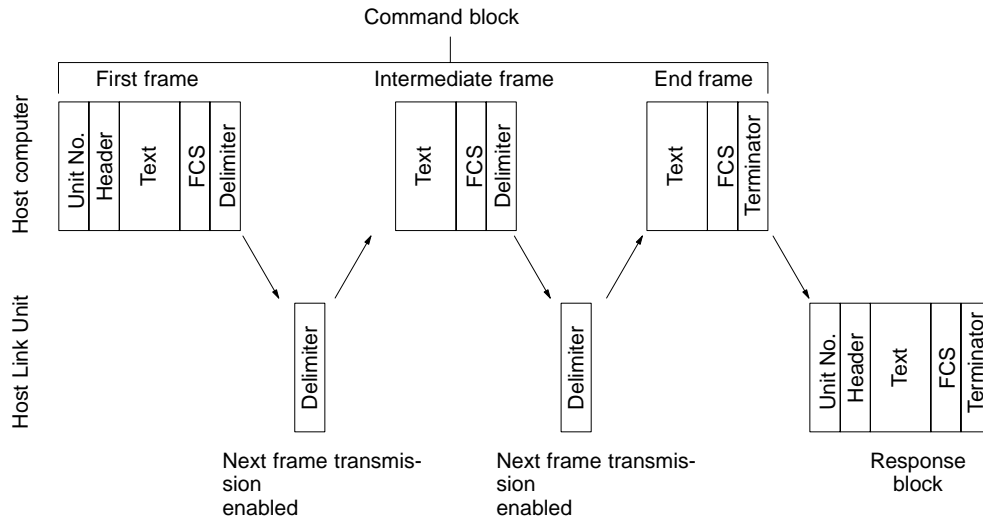 Command block
First frame
Intermediate frame
End frame
Host computer
Unit No.
Header
Text
FCS
Delimiter
Text
FCS
Delimiter
Text
FCS
Terminator
Host Link Unit
Delimiter
Delimiter
Unit No.
Header
Text
FCS
Terminator
Next frame transmis-
sion
enabled
Next frame transmis-
sion
enabled
Response
block